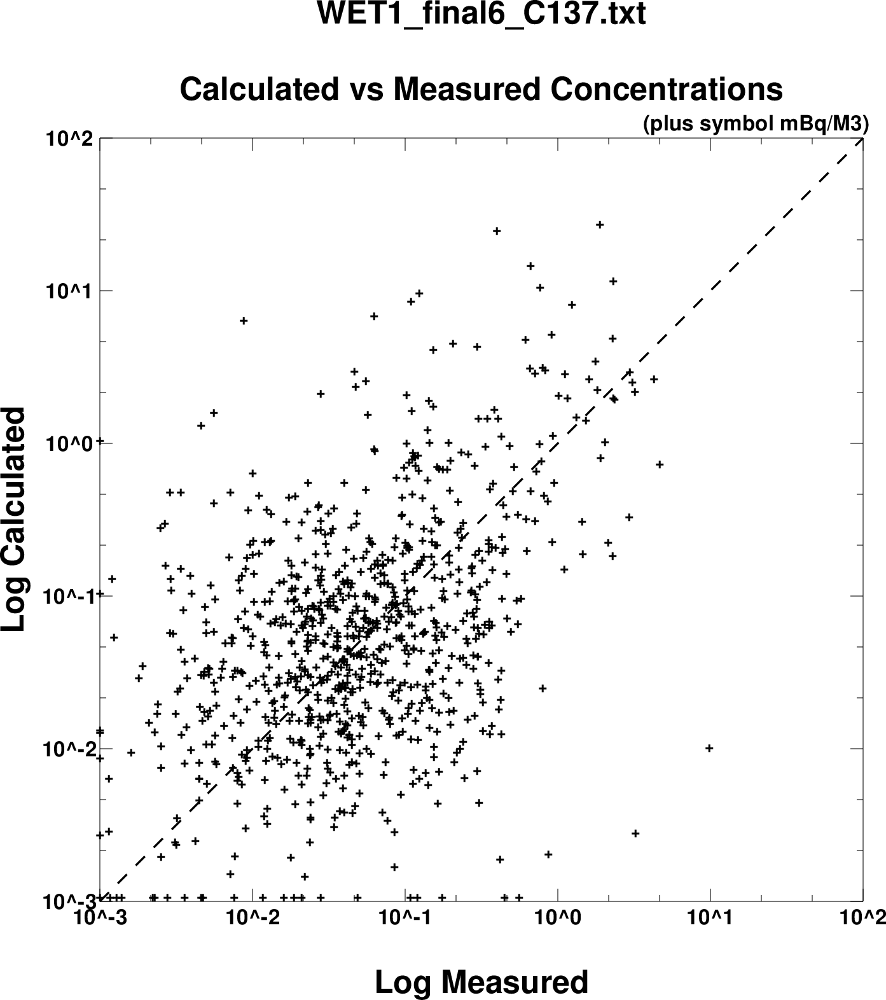 WET1_final6_C137.txt
Calculated vs Measured Concentrations
(plus symbol mBq/M3)
10^2
10^1
10^0
10^-1
10^-2
10^-3
Log Calculated
10^-3 10^-2 10^-1 10^0 10^1 10^2
Log Measured